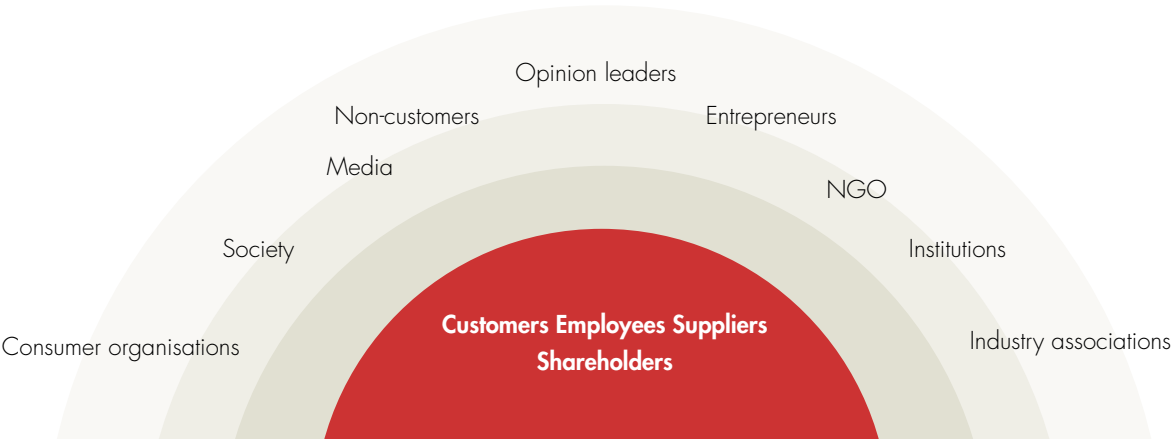 Opinion leaders
Non-customers
Entrepreneurs
Media
NGO
Society
Institutions
Customers Employees Suppliers
Shareholders
Consumer organisations
Industry associations